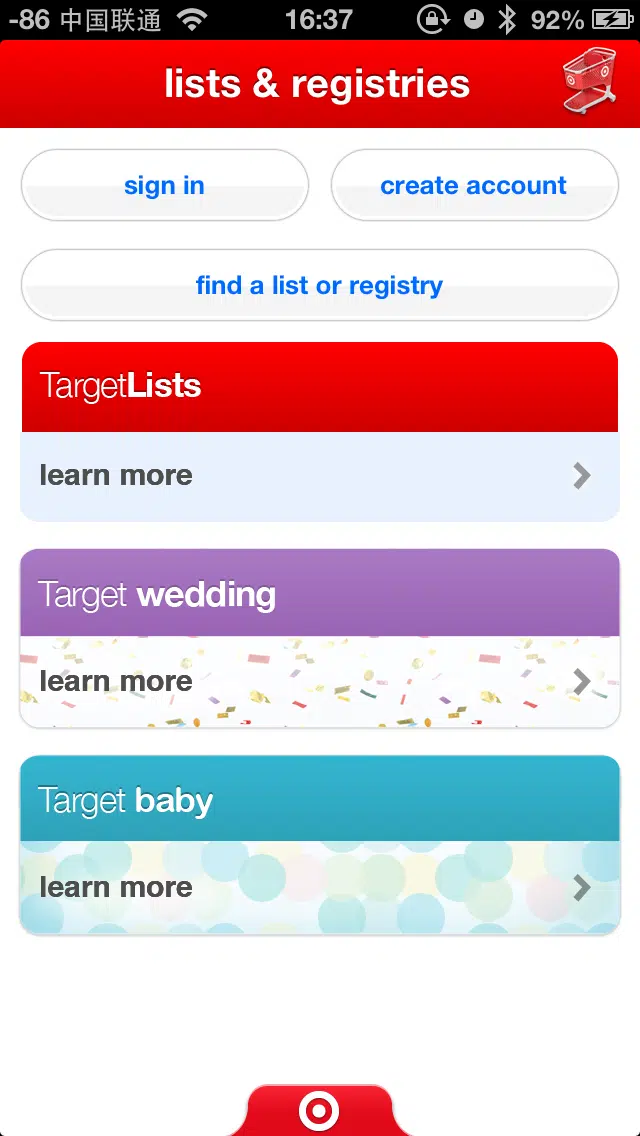 -86 中国联通 16:37 92%
lists & registries
sign in create account
find a list or registry
TargetLists
learn more
Target wedding
learn more
Target baby
learn more